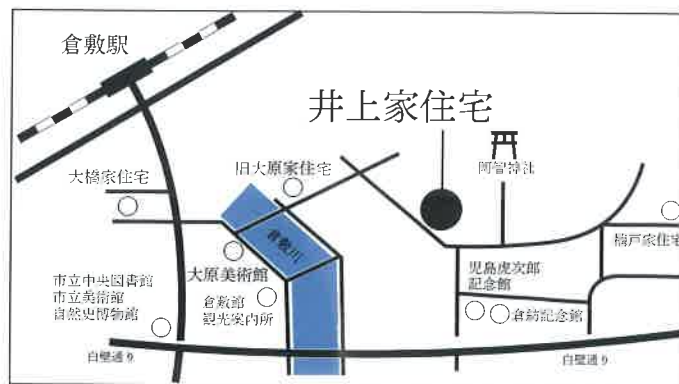 倉敷駅
井上家住宅
阿智神社
旧大原家住宅
大橋家住宅
倉敷川
楠戸家住宅
大原美術館
児島虎次郎
記念館
市立中央図書館
市立美術館
自然史博物館
倉敷館
観光案内所
倉紡記念館
白壁通り
白壁通り